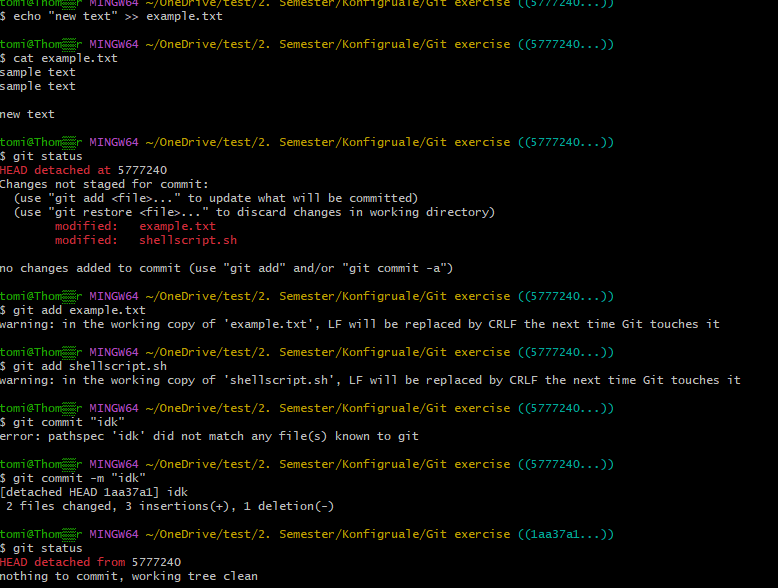 tomi@Thom▒▒r MINGW64 ~/OneDrive/test/2. Semester/Konfigruale/Git exercise ((5777240...))
$ echo "new text" >> example.txt
tomi@Thom▒▒r MINGW64 ~/OneDrive/test/2. Semester/Konfigruale/Git exercise ((5777240...))
$ cat example.txt
sample text
sample text
new text
tomi@Thom▒▒r MINGW64 ~/OneDrive/test/2. Semester/Konfigruale/Git exercise ((5777240...))
$ git status
HEAD detached at 5777240
Changes not staged for commit:
(use "git add <file>..." to update what will be committed)
(use "git restore <file>..." to discard changes in working directory)
modified:   example.txt
modified:   shellscript.sh
no changes added to commit (use "git add" and/or "git commit -a")
tomi@Thom▒▒r MINGW64 ~/OneDrive/test/2. Semester/Konfigruale/Git exercise ((5777240...))
$ git add example.txt
warning: in the working copy of 'example.txt', LF will be replaced by CRLF the next time Git touches it
tomi@Thom▒▒r MINGW64 ~/OneDrive/test/2. Semester/Konfigruale/Git exercise ((5777240...))
$ git add shellscript.sh
warning: in the working copy of 'shellscript.sh', LF will be replaced by CRLF the next time Git touches it
tomi@Thom▒▒r MINGW64 ~/OneDrive/test/2. Semester/Konfigruale/Git exercise ((5777240...))
$ git commit "idk"
error: pathspec 'idk' did not match any file(s) known to git
tomi@Thom▒▒r MINGW64 ~/OneDrive/test/2. Semester/Konfigruale/Git exercise ((5777240...))
$ git commit -m "idk"
[detached HEAD 1aa37a1] idk
2 files changed, 3 insertions(+), 1 deletion(-)
tomi@Thom▒▒r MINGW64 ~/OneDrive/test/2. Semester/Konfigruale/Git exercise ((1aa37a1...))
$ git status
HEAD detached from 5777240
nothing to commit, working tree clean